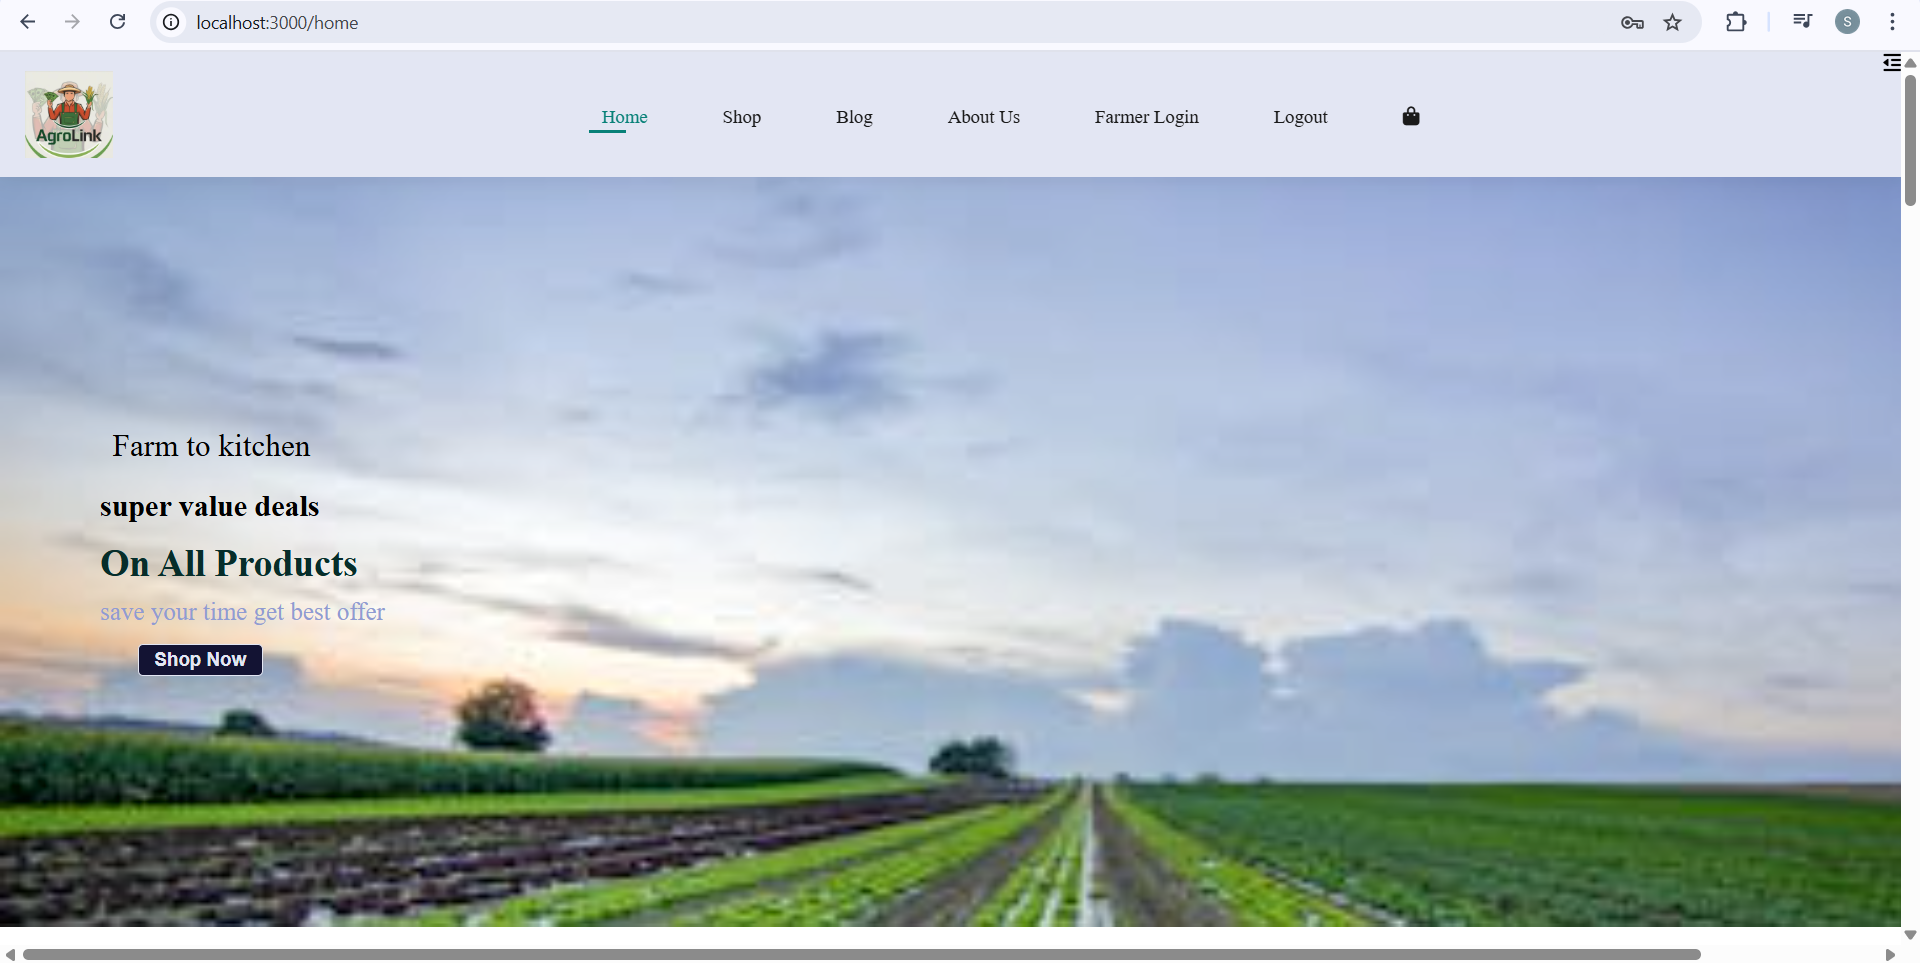 localhost:3000/home
S
AgroLink
Home
Shop
Blog
About Us
Farmer Login
Logout
Farm to kitchen
super value deals
On All Products
save your time get best offer
Shop Now